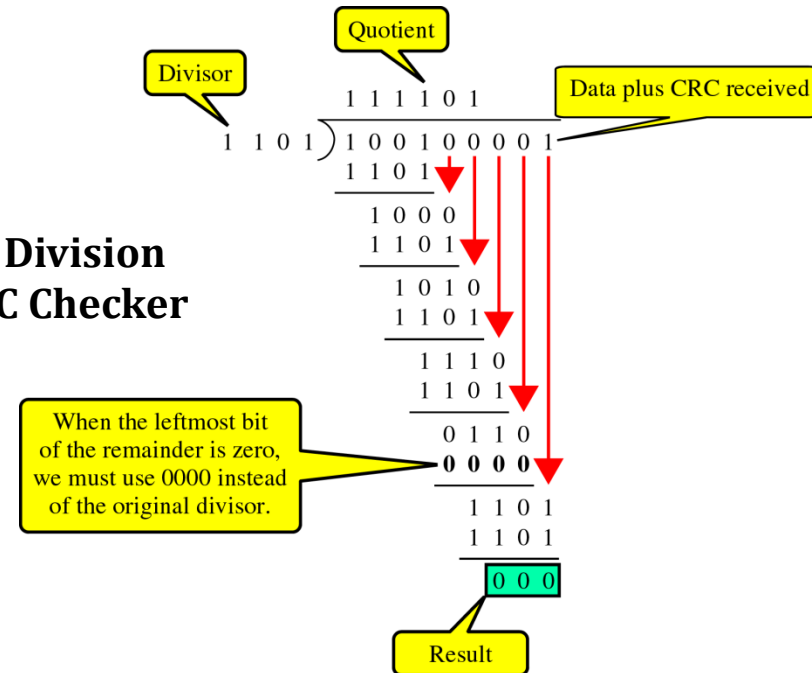 Quotient
Divisor
Data plus CRC received
1 1 1 1 0 1
1 1 0 1 1 0 0 1 0 0 0 0 1
1 1 0 1
1 0 0 0
1 1 0 1
Division
C Checker
1 0 1 0
1 1 0 1
1 1 1 0
1 1 0 1
When the leftmost bit
of the remainder is zero,
we must use 0000 instead
of the original divisor.
0 1 1 0
0 0 0 0
1 1 0 1
1 1 0 1
0 0 0
Result